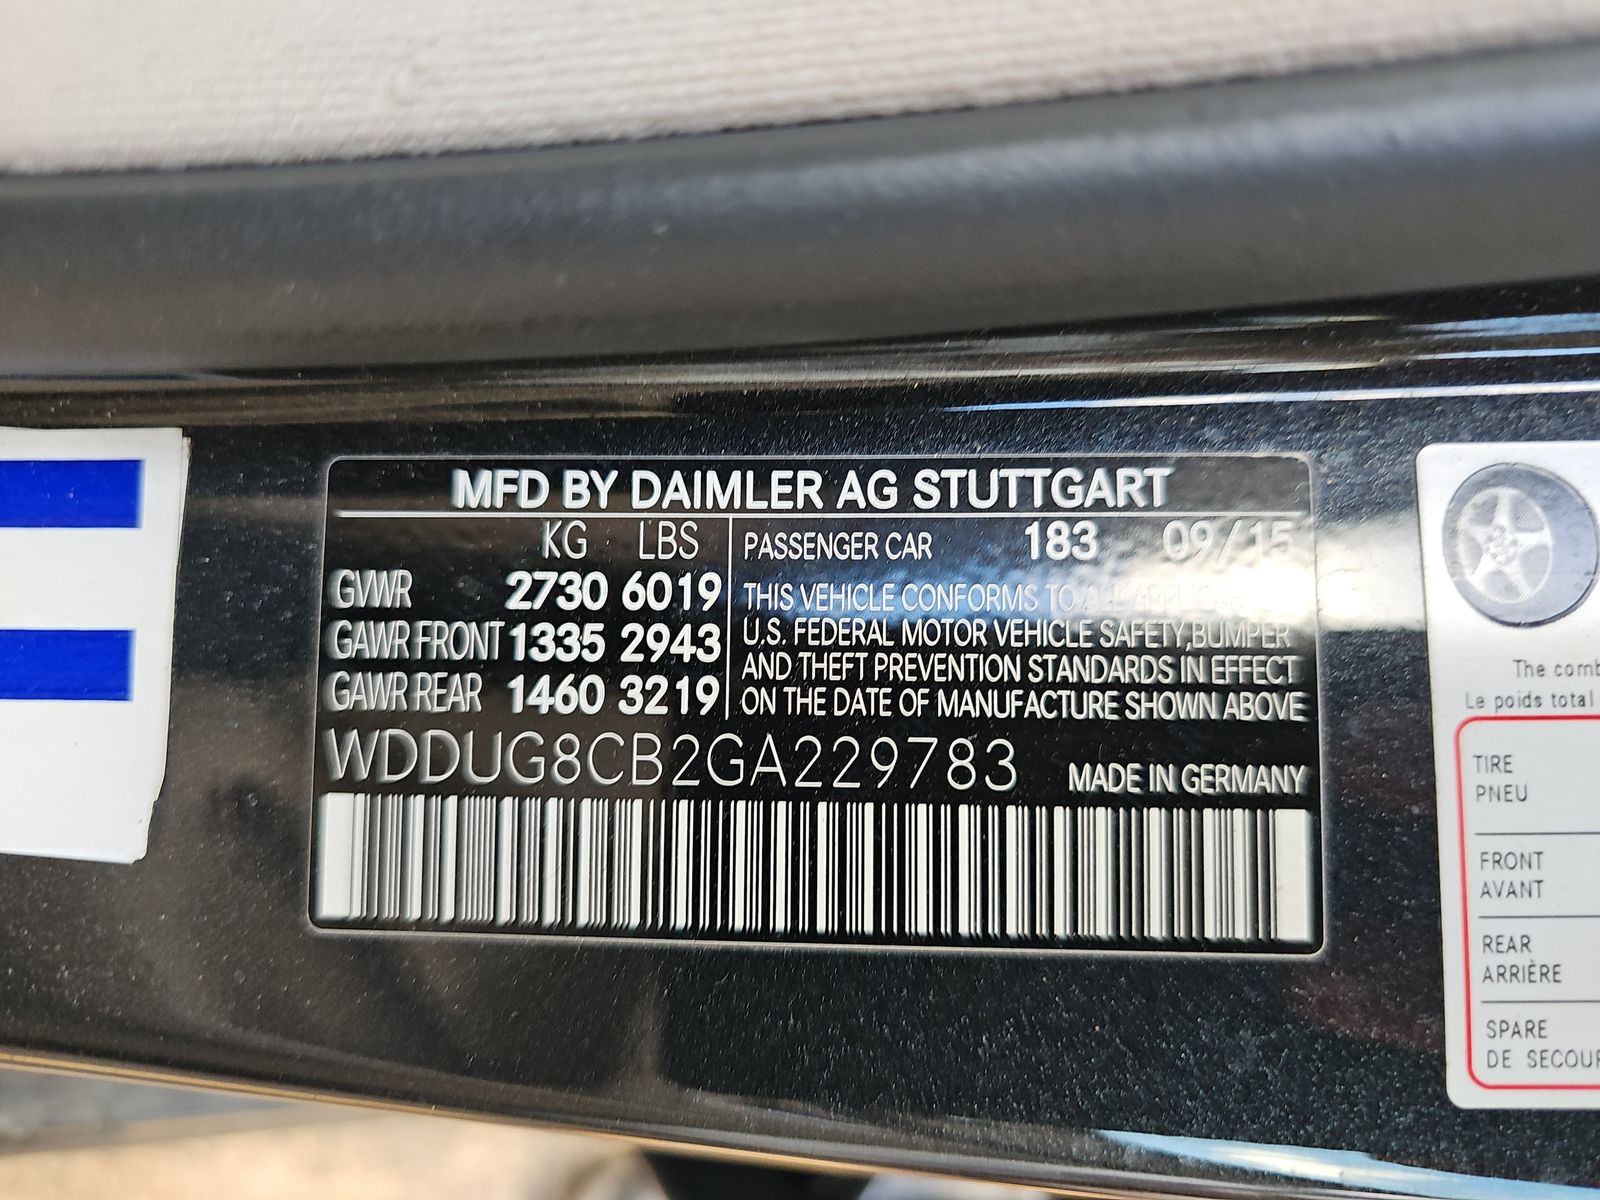 MFD BY DAIMLER AG STUTTGART
KG LBS
GVWR 2730 6019
GAWR FRONT 1335 2943
GAWR REAR 1460 3219
PASSENGER CAR 183 09/15
THIS VEHICLE CONFORMS TO ALL APPLICABLE
U.S. FEDERAL MOTOR VEHICLE SAFETY,BUMPER
AND THEFT PREVENTION STANDARDS IN EFFECT
ON THE DATE OF MANUFACTURE SHOWN ABOVE
WDDUG8CB2GA229783 MADE IN GERMANY
The comb
Le poids total
TIRE
PNEU
FRONT
AVANT
REAR
ARRIÈRE
SPARE
DE SECOUR